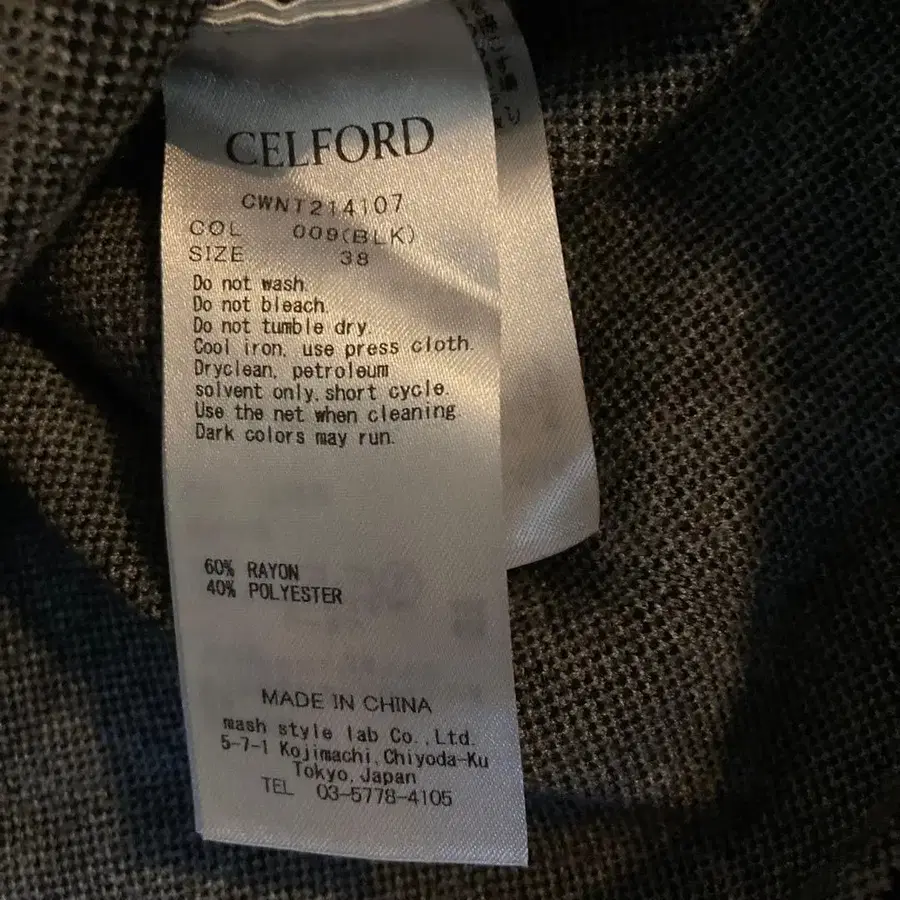 CELFORD
CWNT214107
COL 009(BLK)
SIZE 38
Do not wash.
Do not bleach.
Do not tumble dry.
Cool iron, use press cloth.
Dryclean, petroleum
solvent only, short cycle.
Use the net when cleaning
Dark colors may run.
60% RAYON
40% POLYESTER
MADE IN CHINA
mash style lab Co.,Ltd.
5-7-1 Kojimachi,Chiyoda-Ku
Tokyo,Japan
TEL 03-5778-4105